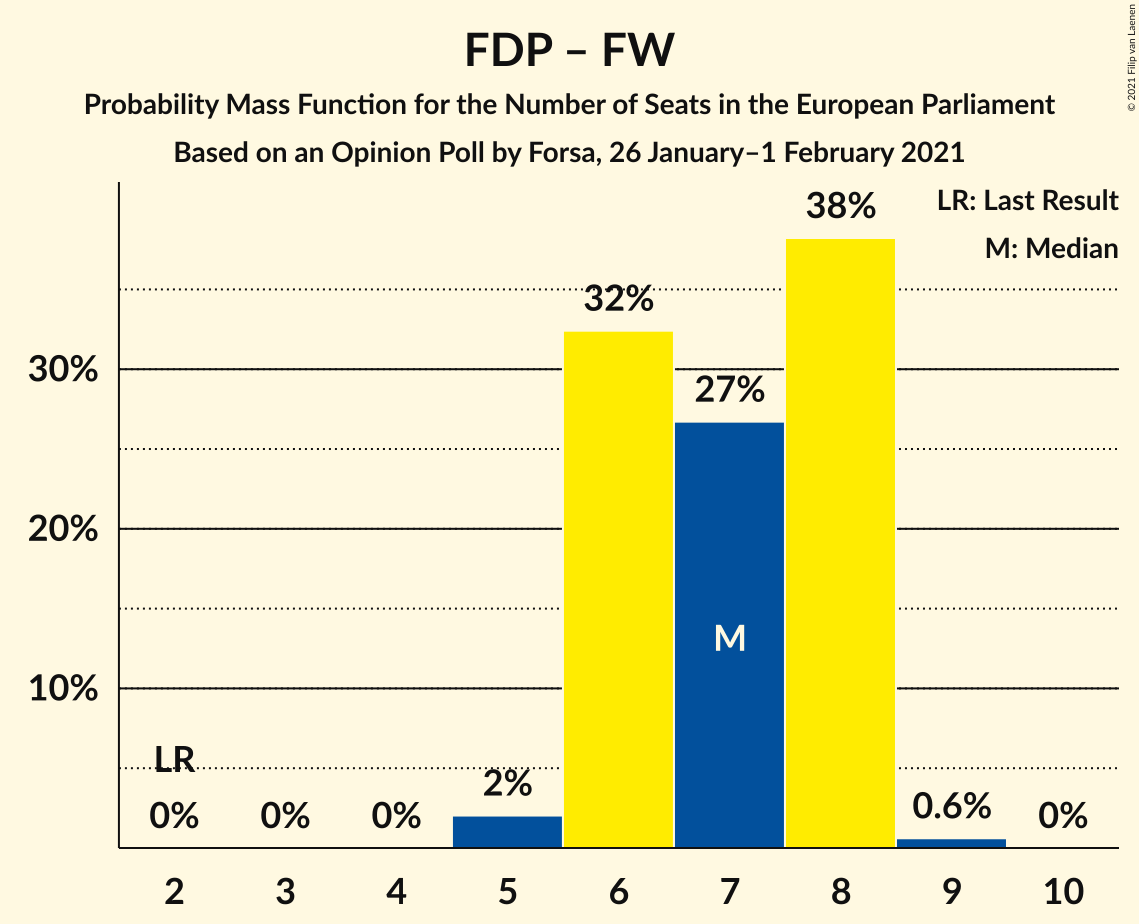 FDP – FW
Probability Mass Function for the Number of Seats in the European Parliament
Based on an Opinion Poll by Forsa, 26 January–1 February 2021
© 2021 Filip van Laenen
LR: Last Result
M: Median
38%
32%
30%
27%
20%
M
10%
LR
2%
0%
0%
0%
0.6%
0%
2 3 4 5 6 7 8 9 10